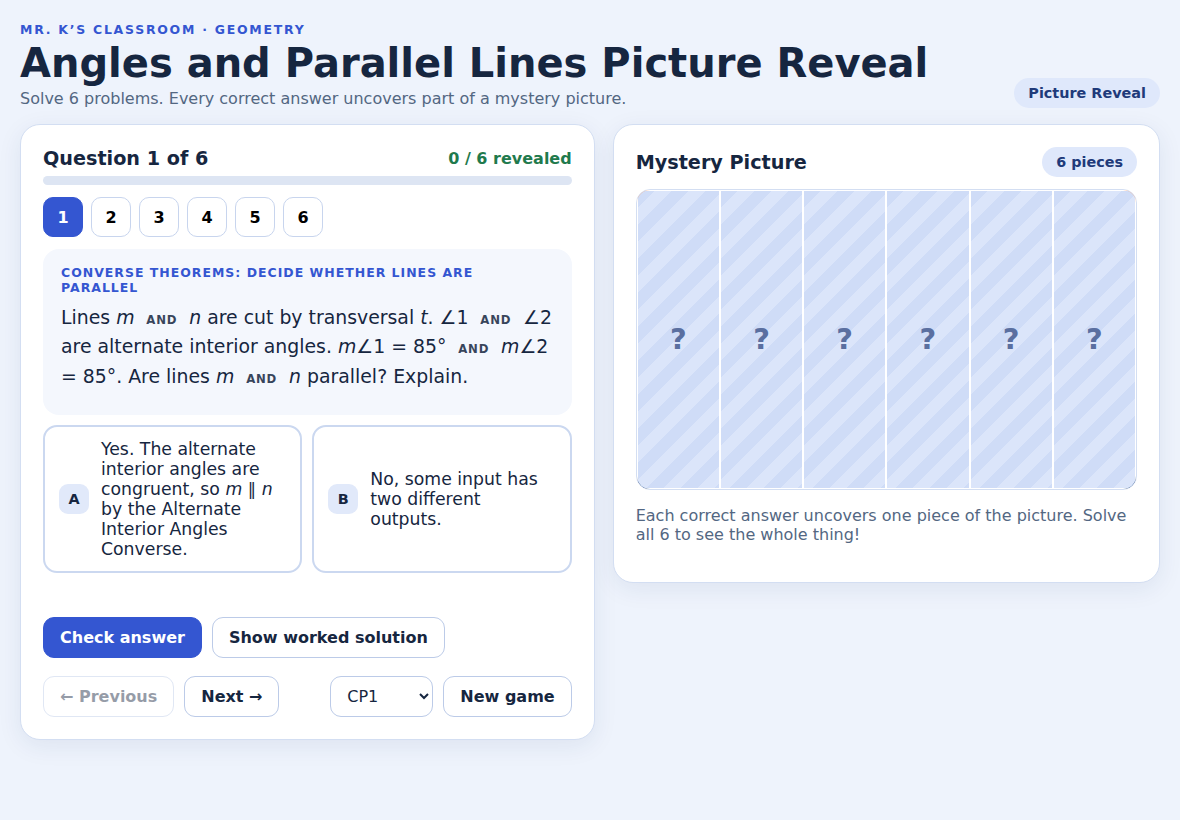 MR. K’S CLASSROOM · GEOMETRY
Angles and Parallel Lines Picture Reveal
Solve 6 problems. Every correct answer uncovers part of a mystery picture.
Picture Reveal
Question 1 of 6
0 / 6 revealed
1 2 3 4 5 6
CONVERSE THEOREMS: DECIDE WHETHER LINES ARE
PARALLEL
Lines m AND n are cut by transversal t. ∠1 AND ∠2
are alternate interior angles. m∠1 = 85° AND m∠2
= 85°. Are lines m AND n parallel? Explain.
A
Yes. The alternate
interior angles are
congruent, so m ∥ n
by the Alternate
Interior Angles
Converse.
B
No, some input has
two different
outputs.
Check answer
Show worked solution
← Previous
Next →
CP1
New game
Mystery Picture
6 pieces
? ? ? ? ? ?
Each correct answer uncovers one piece of the picture. Solve
all 6 to see the whole thing!